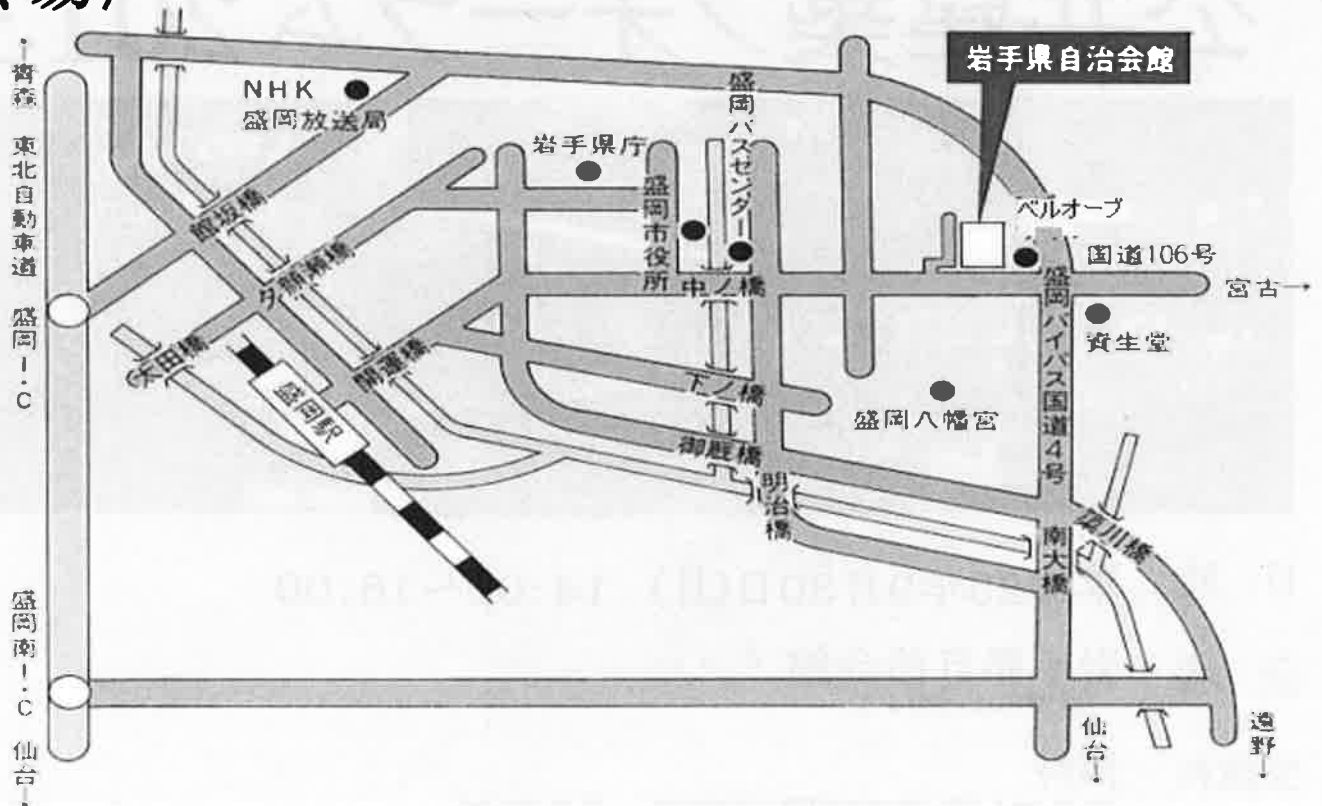 ↑
青森
東北自動車道
盛岡I・C
盛岡南I・C
仙台
↓
NHK
盛岡放送局
岩手県庁
盛岡市役所
盛岡バスセンター
岩手県自治会館
ベルオーブ
国道106号
宮古→
資生堂
盛岡バイパス国道4号
盛岡八幡宮
館坂橋
夕顔瀬橋
太田橋
開運橋
盛岡駅
中ノ橋
下ノ橋
御厩橋
明治橋
南大橋
仙台
↓
遠野
↓